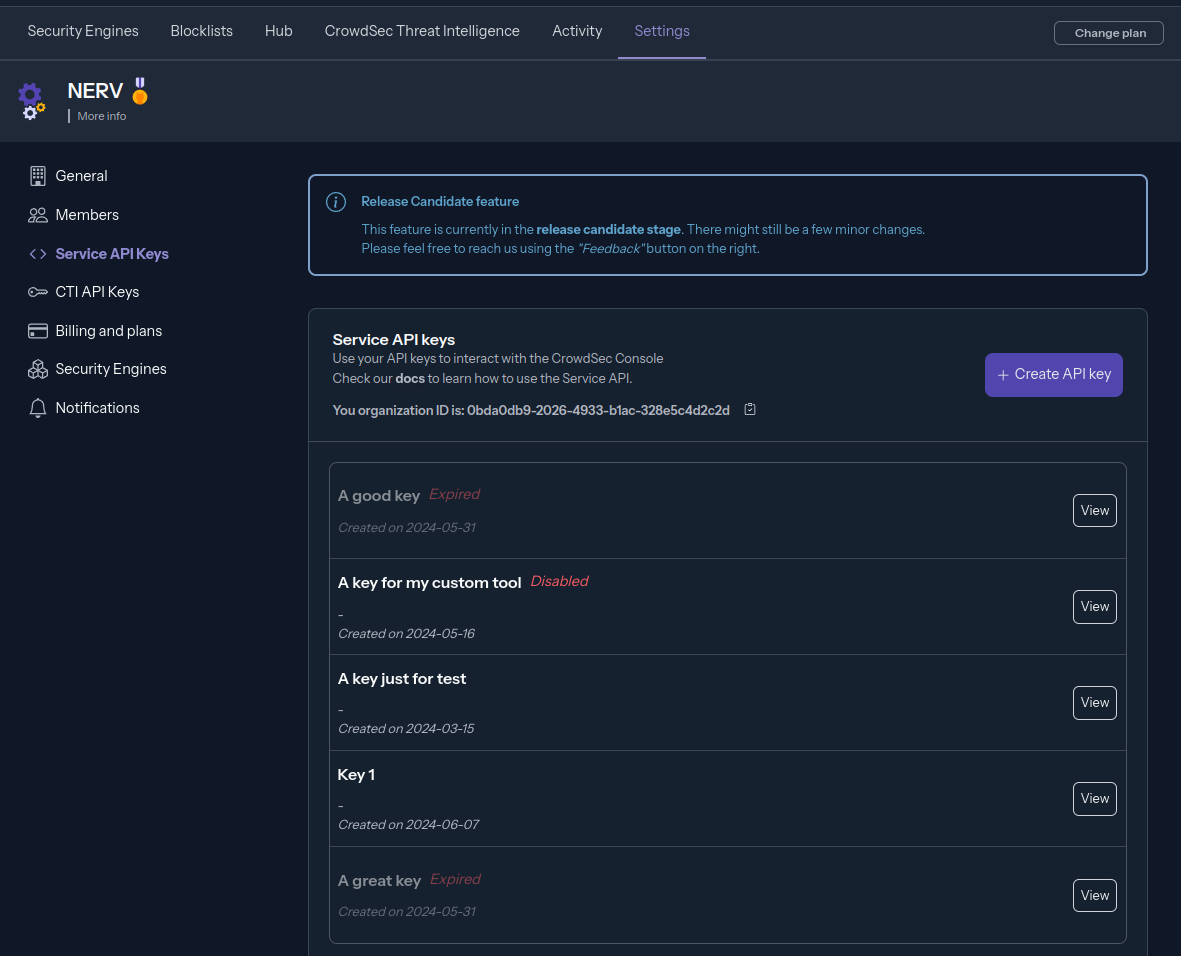 Security Engines Blocklists Hub CrowdSec Threat Intelligence Activity Settings Change plan
NERV
More info
General
Members
Service API Keys
CTI API Keys
Billing and plans
Security Engines
Notifications
Release Candidate feature
This feature is currently in the release candidate stage. There might still be a few minor changes.
Please feel free to reach us using the "Feedback" button on the right.
Service API keys
Use your API keys to interact with the CrowdSec Console
Check our docs to learn how to use the Service API.
You organization ID is: 0bda0db9-2026-4933-b1ac-328e5c4d2c2d
+ Create API key
A good key Expired
Created on 2024-05-31
View
A key for my custom tool Disabled
-
Created on 2024-05-16
View
A key just for test
-
Created on 2024-03-15
View
Key 1
-
Created on 2024-06-07
View
A great key Expired
Created on 2024-05-31
View